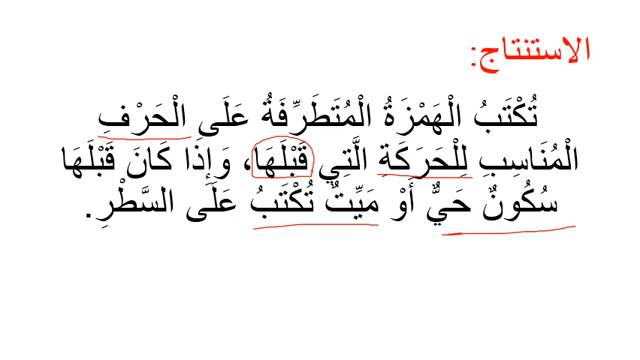 الاستنتاج:
تُكْتَبُ الْهَمْزَةُ الْمُتَطَرِّفَةُ عَلَى الْحَرْفِ
الْمُنَاسِبِ لِلْحَرَكَةِ الَّتِي قَبْلَهَا، وَإِذَا كَانَ قَبْلَهَا
سُكُونٌ حَيٌّ أَوْ مَيِّتٌ تُكْتَبُ عَلَى السَّطْرِ.